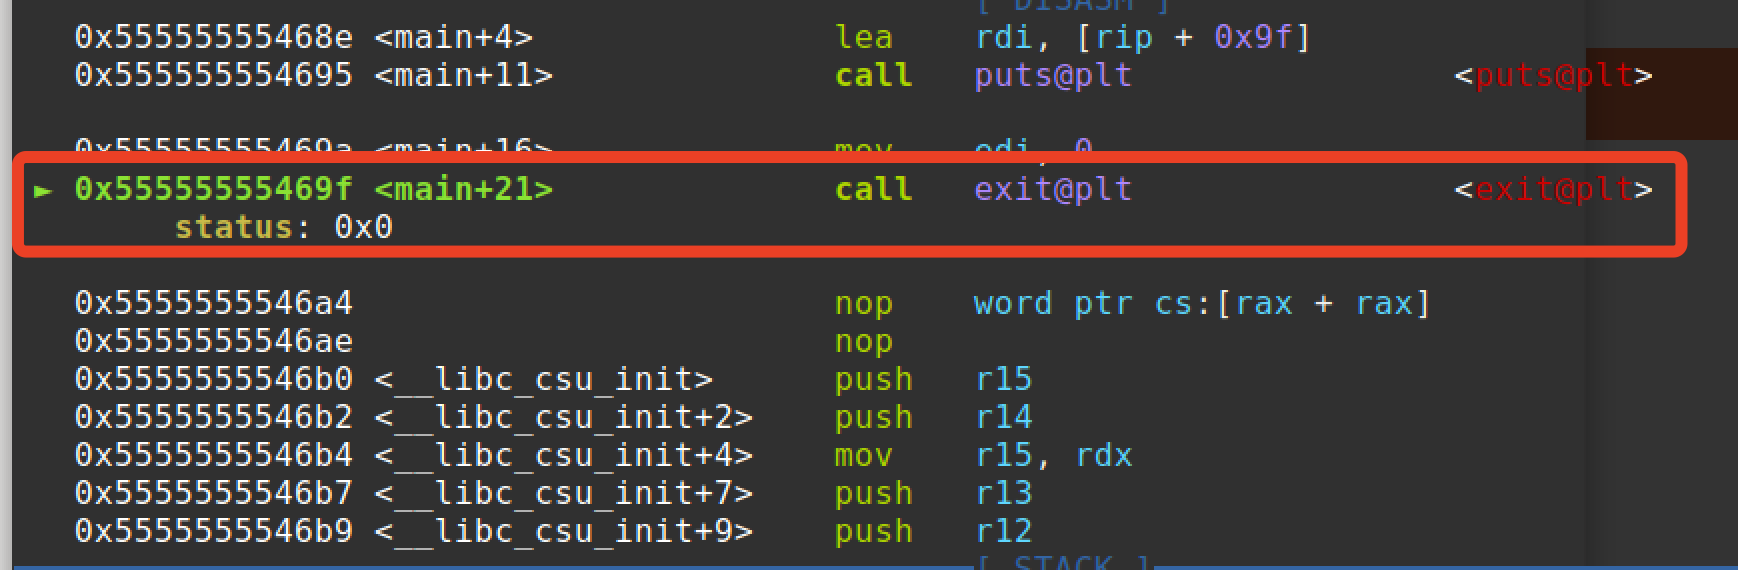 [ DISASM ]
0x55555555468e <main+4> lea rdi, [rip + 0x9f]
0x555555554695 <main+11> call puts@plt <puts@plt>
0x55555555469a <main+16> mov edi, 0
► 0x55555555469f <main+21> call exit@plt <exit@plt>
status: 0x0
0x5555555546a4 nop word ptr cs:[rax + rax]
0x5555555546ae nop
0x5555555546b0 <__libc_csu_init> push r15
0x5555555546b2 <__libc_csu_init+2> push r14
0x5555555546b4 <__libc_csu_init+4> mov r15, rdx
0x5555555546b7 <__libc_csu_init+7> push r13
0x5555555546b9 <__libc_csu_init+9> push r12
[ STACK ]